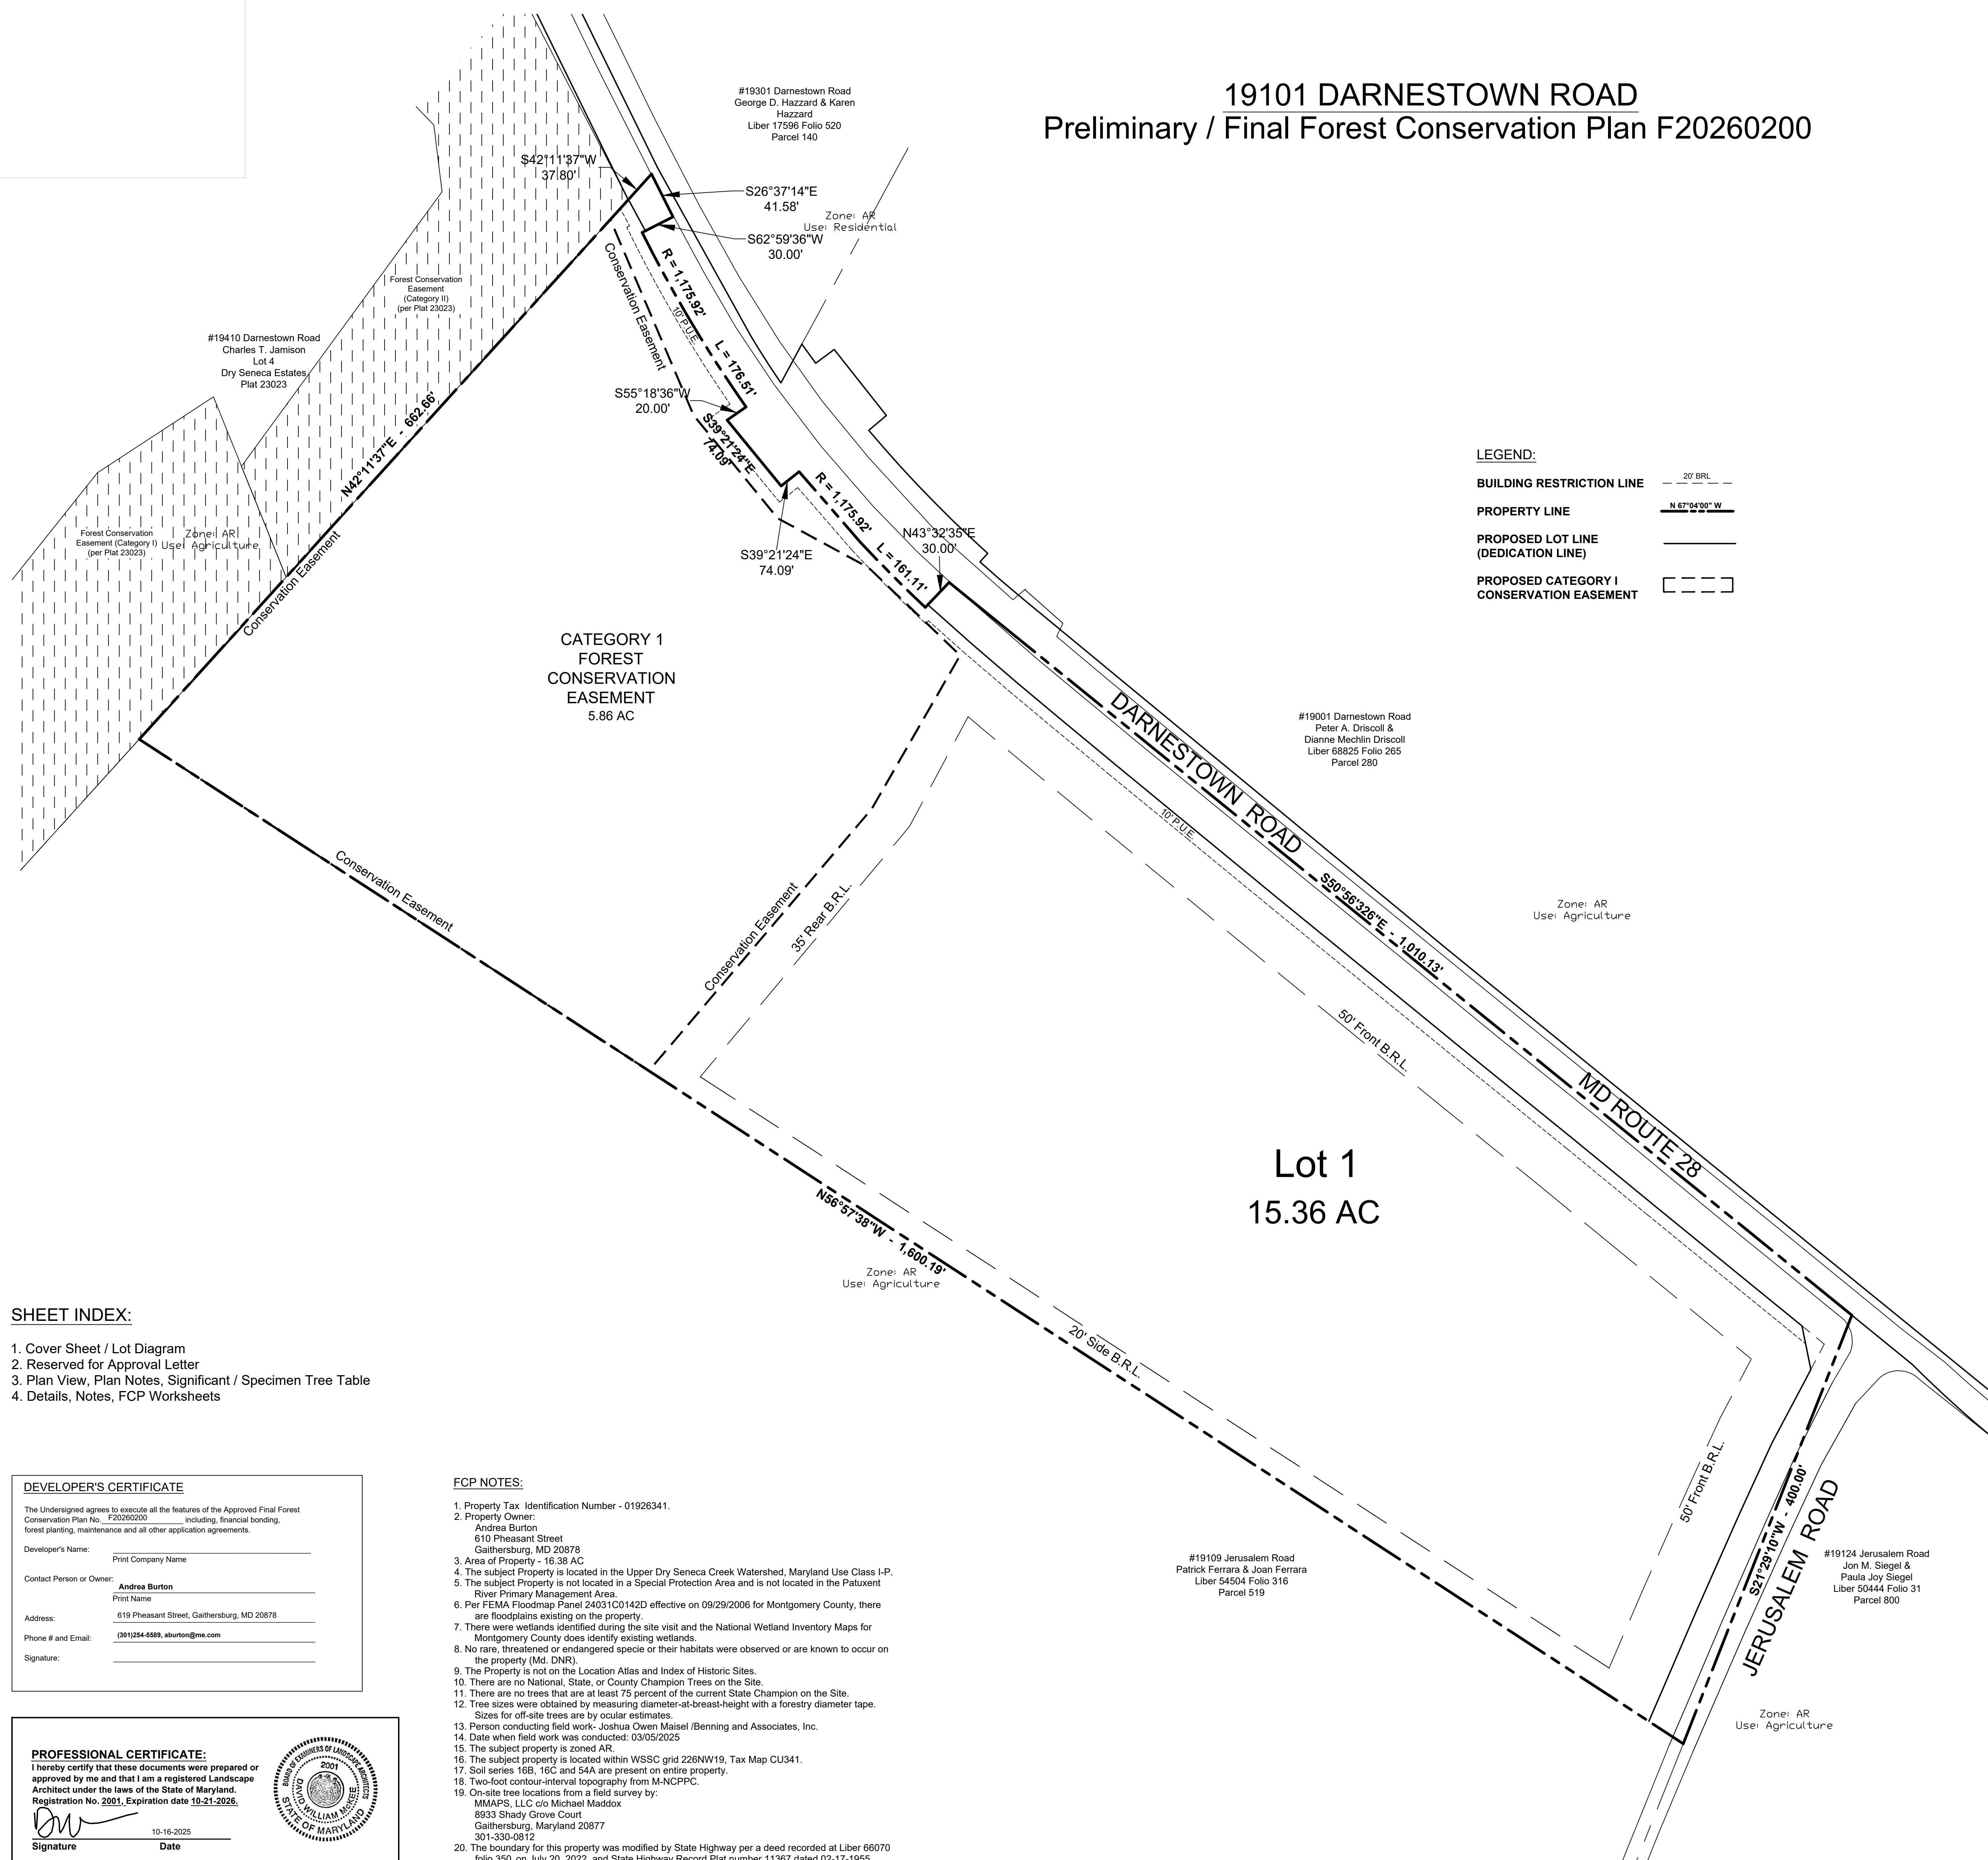 19101 DARNESTOWN ROAD
Preliminary / Final Forest Conservation Plan F20260200
#19301 Darnestown Road
George D. Hazzard & Karen
Hazzard
Liber 17596 Folio 520
Parcel 140
S42°11'37"W
37.80'
S26°37'14"E
41.58'
Zone: AR
Use: Residential
S62°59'36"W
30.00'
Conservation Easement
R = 1,175.92'
L = 176.51'
10' P.U.E.
Forest Conservation
Easement
(Category II)
(per Plat 23023)
#19410 Darnestown Road
Charles T. Jamison
Lot 4
Dry Seneca Estates
Plat 23023
N42°11'37"E - 662.66'
S55°18'36"W
20.00'
S39°21'24"E
74.09'
R = 1,175.92'
L = 161.11'
N43°32'35"E
30.00'
S39°21'24"E
74.09'
Forest Conservation
Easement (Category I)
(per Plat 23023)
Zone: AR
Use: Agriculture
Conservation Easement
LEGEND:
BUILDING RESTRICTION LINE
20' BRL
PROPERTY LINE
N 67°04'00" W
PROPOSED LOT LINE
(DEDICATION LINE)
PROPOSED CATEGORY I
CONSERVATION EASEMENT
CATEGORY 1
FOREST
CONSERVATION
EASEMENT
5.86 AC
#19001 Darnestown Road
Peter A. Driscoll &
Dianne Mechlin Driscoll
Liber 68825 Folio 265
Parcel 280
DARNESTOWN ROAD
10' P.U.E.
S50°56'326"E - 1,010.13'
Zone: AR
Use: Agriculture
Conservation Easement
Conservation Easement
35' Rear B.R.L.
50' Front B.R.L.
MD ROUTE 28
Lot 1
15.36 AC
N56°57'38"W - 1,600.19'
Zone: AR
Use: Agriculture
20' Side B.R.L.
50' Front B.R.L.
S21°29'10"W - 400.00'
JERUSALEM ROAD
#19109 Jerusalem Road
Patrick Ferrara & Joan Ferrara
Liber 54504 Folio 316
Parcel 519
#19124 Jerusalem Road
Jon M. Siegel &
Paula Joy Siegel
Liber 50444 Folio 31
Parcel 800
Zone: AR
Use: Agriculture
SHEET INDEX:
1. Cover Sheet / Lot Diagram
2. Reserved for Approval Letter
3. Plan View, Plan Notes, Significant / Specimen Tree Table
4. Details, Notes, FCP Worksheets
DEVELOPER'S CERTIFICATE
The Undersigned agrees to execute all the features of the Approved Final Forest
Conservation Plan No. F20260200 including, financial bonding,
forest planting, maintenance and all other application agreements.
Developer's Name:
Print Company Name
Contact Person or Owner:
Andrea Burton
Print Name
Address: 619 Pheasant Street, Gaithersburg, MD 20878
Phone # and Email: (301)254-5589, aburton@me.com
Signature:
PROFESSIONAL CERTIFICATE:
I hereby certify that these documents were prepared or
approved by me and that I am a registered Landscape
Architect under the laws of the State of Maryland.
Registration No. 2001, Expiration date 10-21-2026.
10-16-2025
Signature Date
BOARD OF EXAMINERS OF LANDSCAPE ARCHITECTS
2001
DAVID WILLIAM McKEE
STATE OF MARYLAND
FCP NOTES:
1. Property Tax Identification Number - 01926341.
2. Property Owner:
Andrea Burton
610 Pheasant Street
Gaithersburg, MD 20878
3. Area of Property - 16.38 AC
4. The subject Property is located in the Upper Dry Seneca Creek Watershed, Maryland Use Class I-P.
5. The subject Property is not located in a Special Protection Area and is not located in the Patuxent
River Primary Management Area.
6. Per FEMA Floodmap Panel 24031C0142D effective on 09/29/2006 for Montgomery County, there
are floodplains existing on the property.
7. There were wetlands identified during the site visit and the National Wetland Inventory Maps for
Montgomery County does identify existing wetlands.
8. No rare, threatened or endangered specie or their habitats were observed or are known to occur on
the property (Md. DNR).
9. The Property is not on the Location Atlas and Index of Historic Sites.
10. There are no National, State, or County Champion Trees on the Site.
11. There are no trees that are at least 75 percent of the current State Champion on the Site.
12. Tree sizes were obtained by measuring diameter-at-breast-height with a forestry diameter tape.
Sizes for off-site trees are by ocular estimates.
13. Person conducting field work- Joshua Owen Maisel /Benning and Associates, Inc.
14. Date when field work was conducted: 03/05/2025
15. The subject property is zoned AR.
16. The subject property is located within WSSC grid 226NW19, Tax Map CU341.
17. Soil series 16B, 16C and 54A are present on entire property.
18. Two-foot contour-interval topography from M-NCPPC.
19. On-site tree locations from a field survey by:
MMAPS, LLC c/o Michael Maddox
8933 Shady Grove Court
Gaithersburg, Maryland 20877
301-330-0812
20. The boundary for this property was modified by State Highway per a deed recorded at Liber 66070
folio 350, on July 20, 2022, and State Highway Record Plat number 11367 dated 02-17-1955